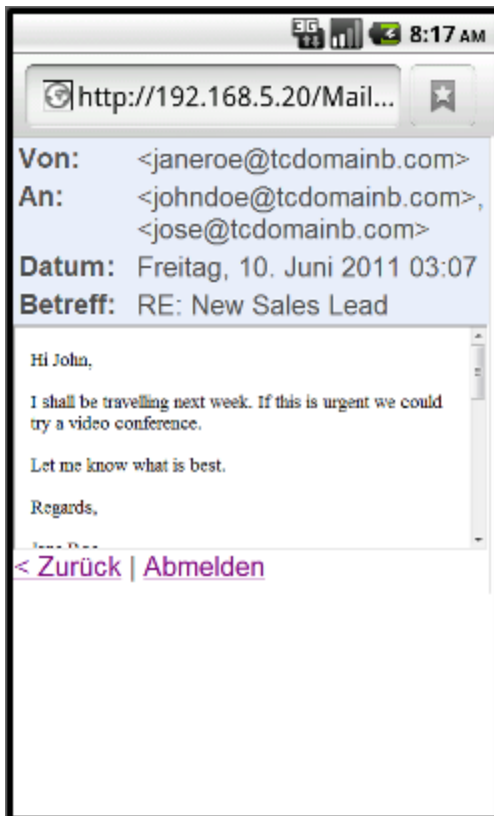 3G 8:17 AM
http://192.168.5.20/Mail...
Von: <janeroe@tcdomainb.com>
An: <johndoe@tcdomainb.com>,
<jose@tcdomainb.com>
Datum: Freitag, 10. Juni 2011 03:07
Betreff: RE: New Sales Lead
Hi John,
I shall be travelling next week. If this is urgent we could
try a video conference.
Let me know what is best.
Regards,
< Zurück | Abmelden